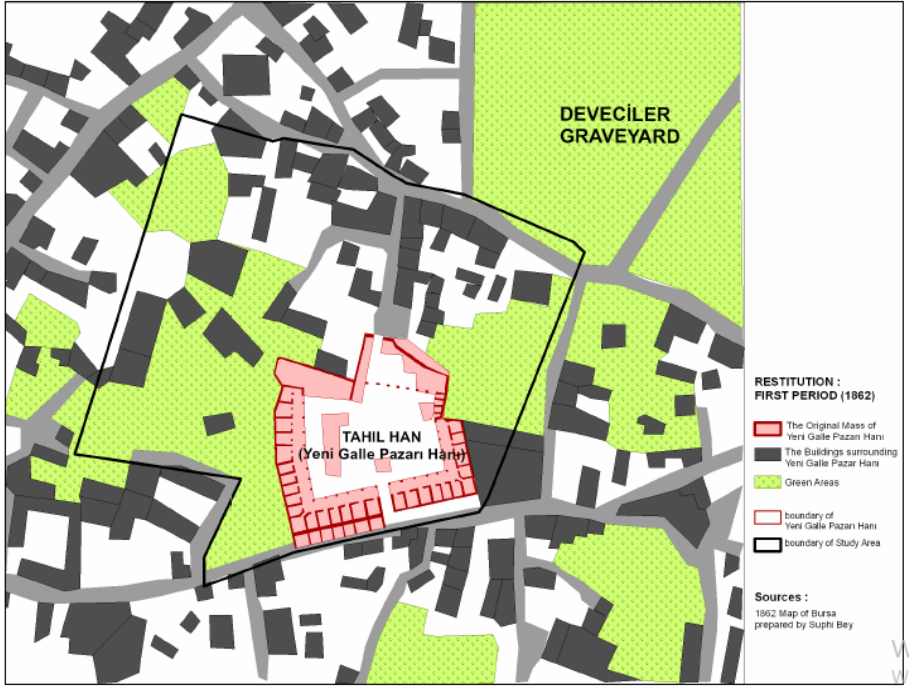 DEVECİLER
GRAVEYARD
TAHIL HAN
(Yeni Galle Pazarı Hanı)
RESTITUTION :
FIRST PERIOD (1862)
The Original Mass of
Yeni Galle Pazarı Hanı
The Buildings surrounding
Yeni Galle Pazar Hanı
Green Areas
boundary of
Yeni Galle Pazarı Hanı
boundary of Study Area
Sources :
1862 Map of Bursa
prepared by Suphi Bey